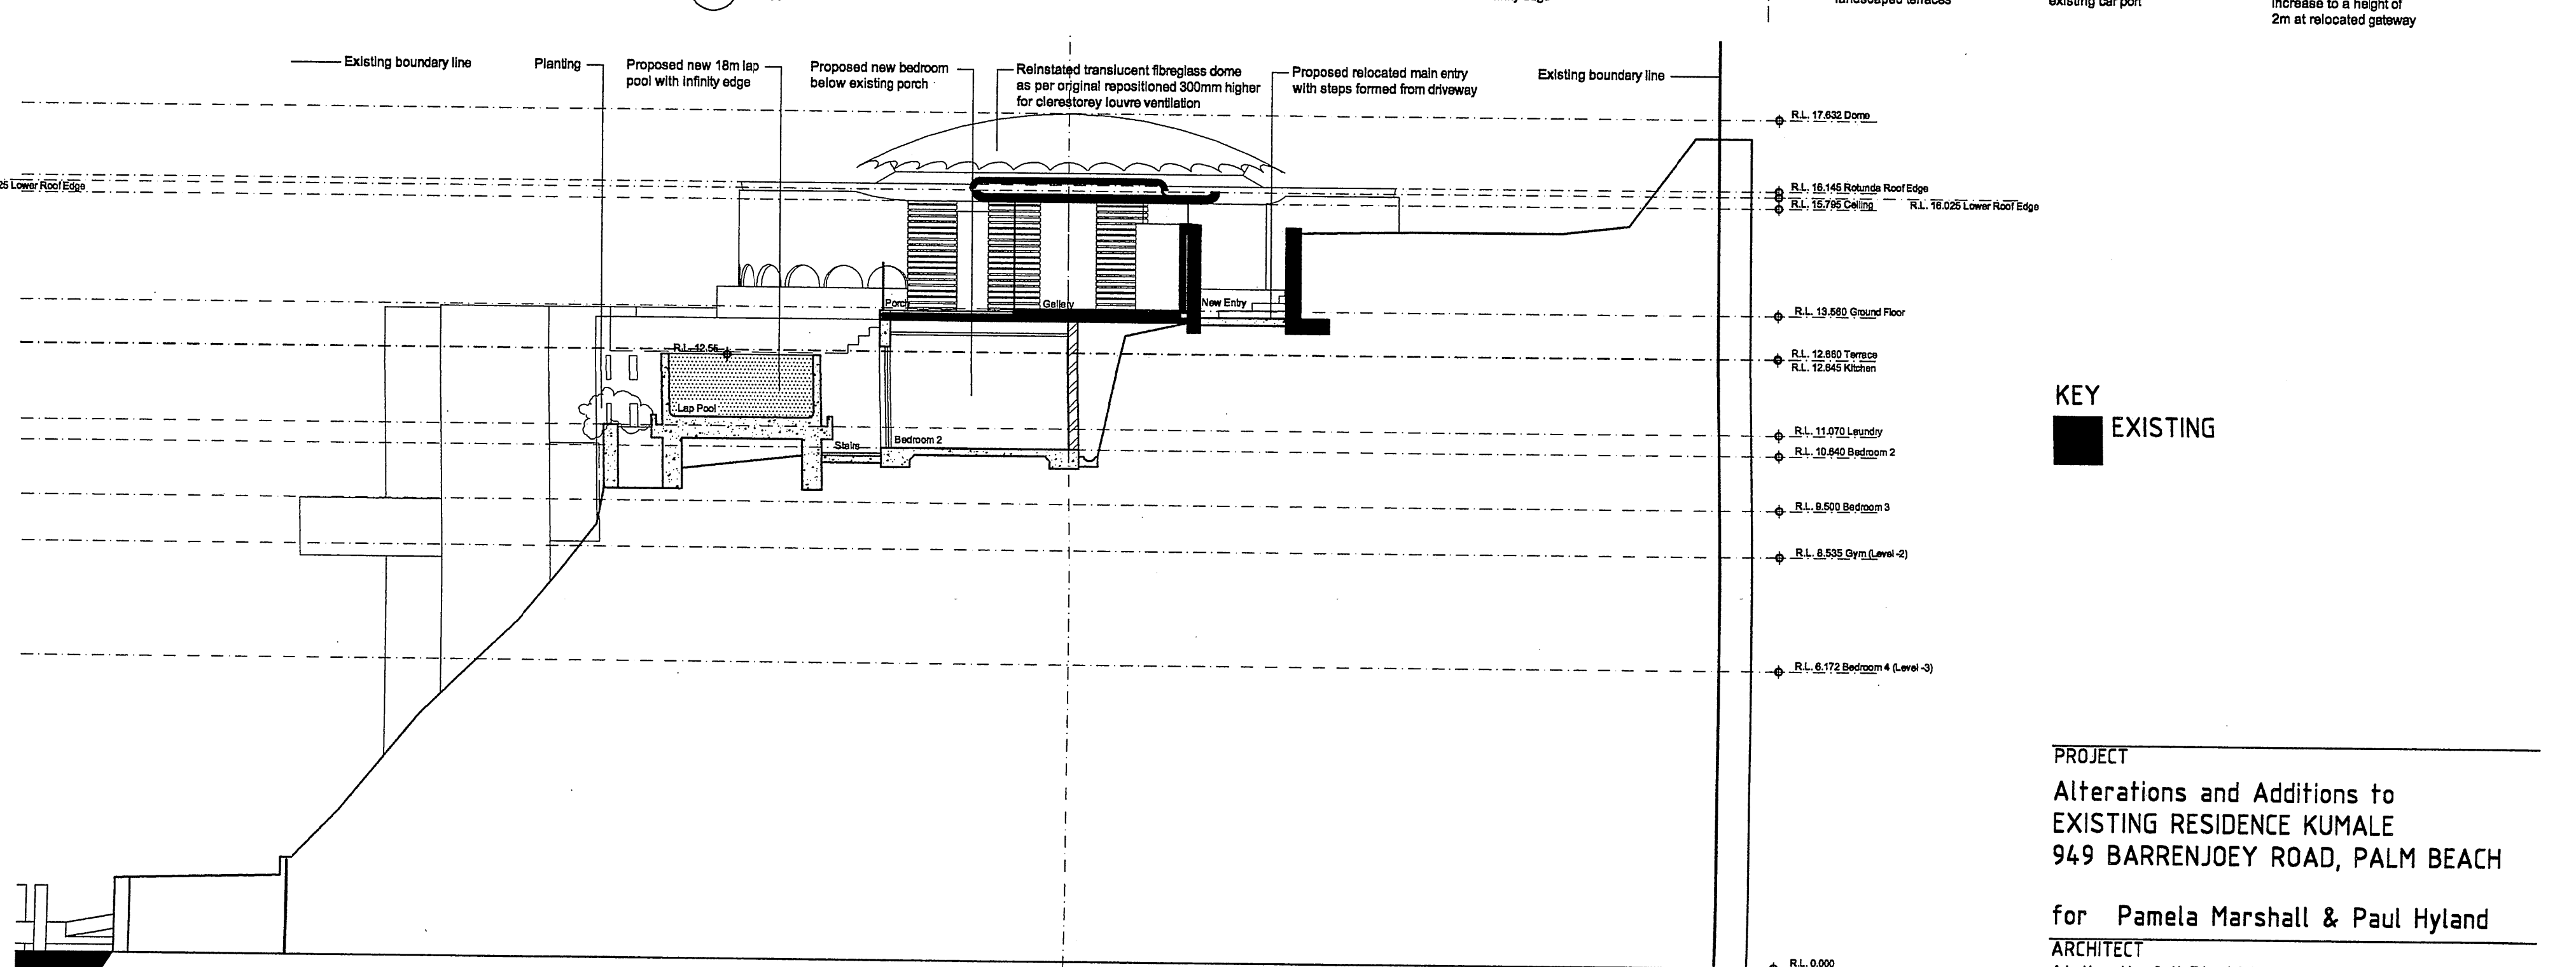 landscaped terraces
existing car port
increase to a height of
2m at relocated gateway
Existing boundary line
Planting
Proposed new 18m lap
pool with infinity edge
Proposed new bedroom
below existing porch
Reinstated translucent fibreglass dome
as per original repositioned 300mm higher
for clerestorey louvre ventilation
Proposed relocated main entry
with steps formed from driveway
Existing boundary line
R.L. 17.632 Dome
25 Lower Roof Edge
R.L. 16.145 Rotunda Roof Edge
R.L. 15.795 Ceiling
R.L. 16.025 Lower Roof Edge
Porch
Gallery
New Entry
R.L. 13.580 Ground Floor
R.L. 12.56
R.L. 12.660 Terrace
R.L. 12.645 Kitchen
KEY
EXISTING
Lap Pool
Stairs
Bedroom 2
R.L. 11.070 Laundry
R.L. 10.640 Bedroom 2
R.L. 9.500 Bedroom 3
R.L. 8.535 Gym (Level -2)
R.L. 6.172 Bedroom 4 (Level -3)
PROJECT
Alterations and Additions to
EXISTING RESIDENCE KUMALE
949 BARRENJOEY ROAD, PALM BEACH
for Pamela Marshall & Paul Hyland
ARCHITECT
R.L. 0.000